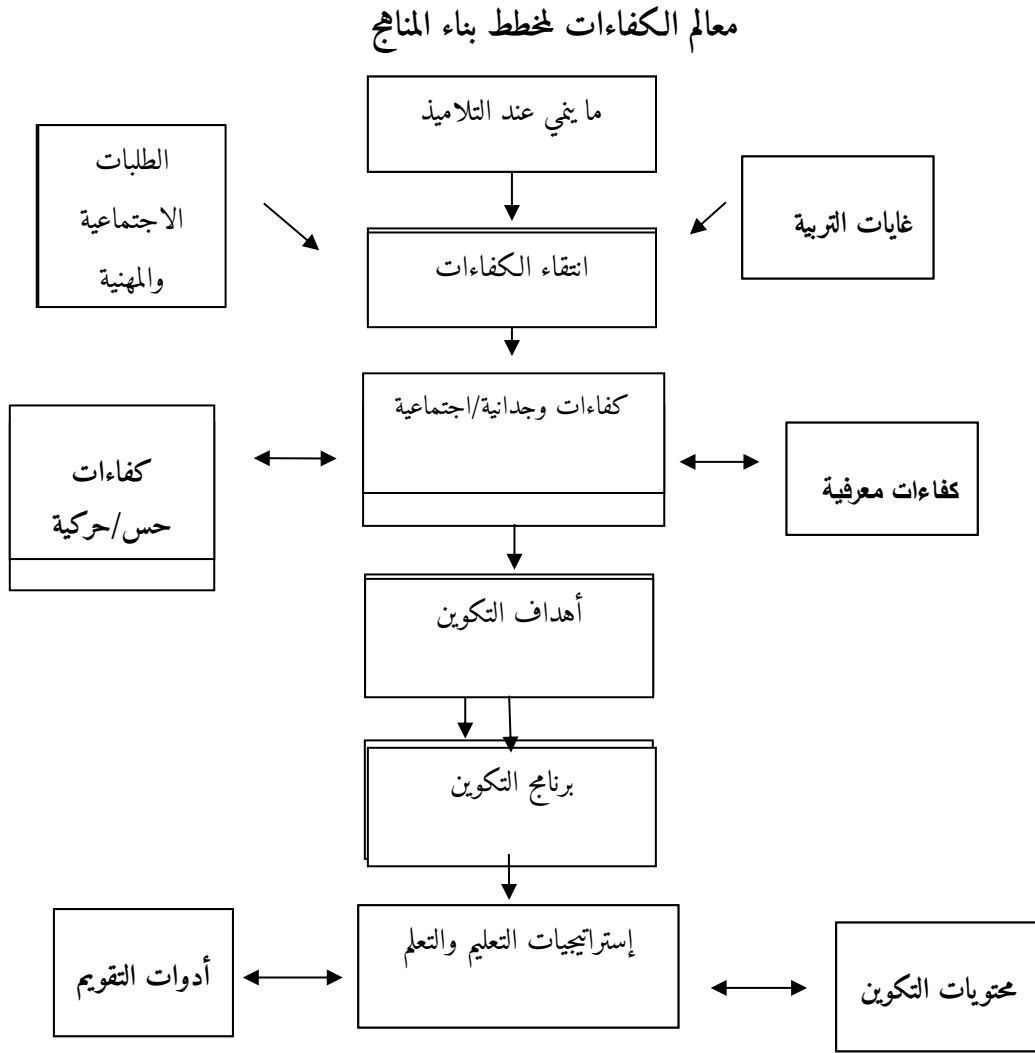 معالم الكفاءات لمخطط بناء المناهج
ما ينمي عند التلاميذ
الطلبات
الاجتماعية
والمهنية
غايات التربية
انتقاء الكفاءات
كفاءات وجدانية/اجتماعية
كفاءات معرفية
كفاءات
حس/حركية
أهداف التكوين
برنامج التكوين
إستراتيجيات التعليم والتعلم
محتويات التكوين
أدوات التقويم